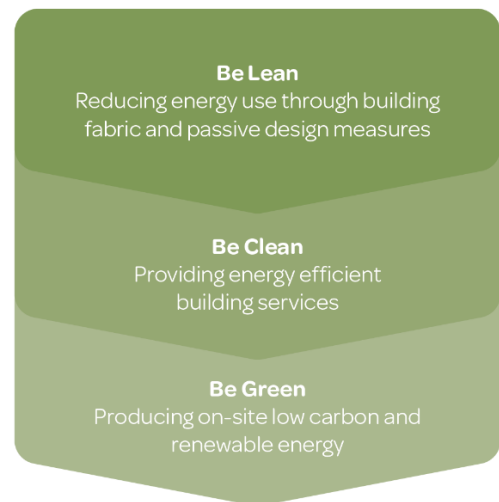 Be Lean
Reducing energy use through building
fabric and passive design measures
Be Clean
Providing energy efficient
building services
Be Green
Producing on-site low carbon and
renewable energy